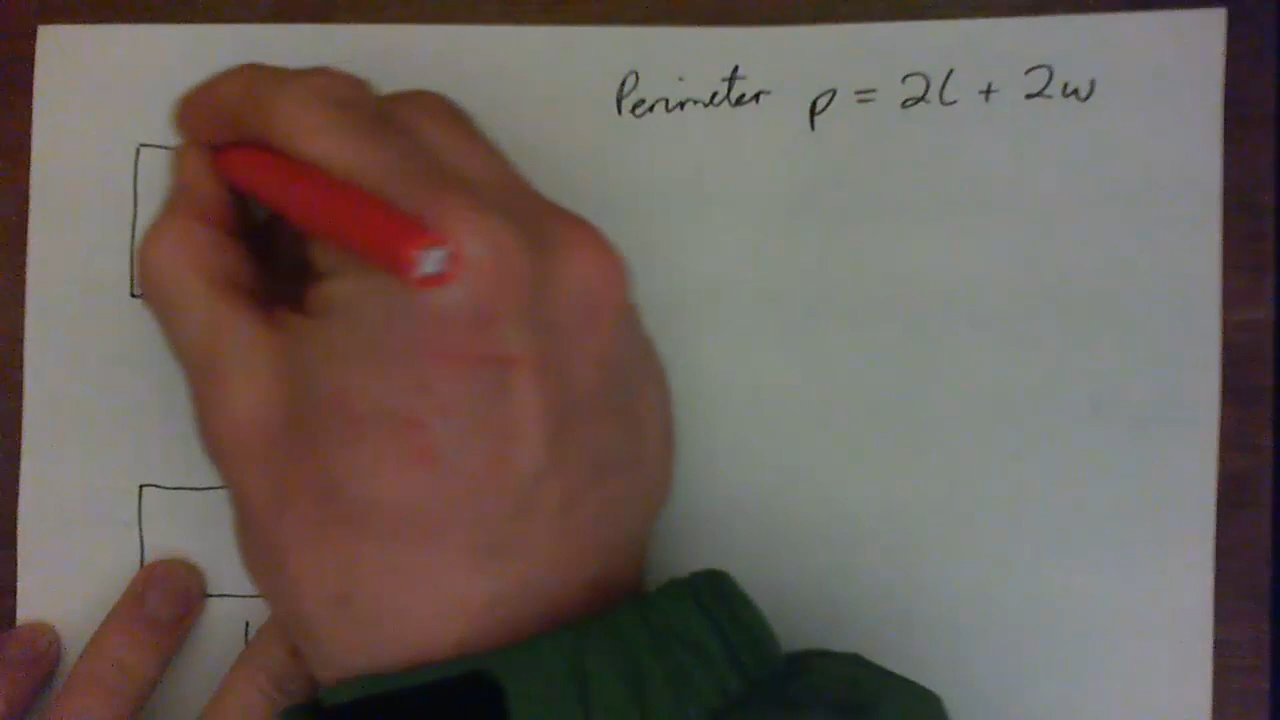 Perimeter p = 2l + 2w